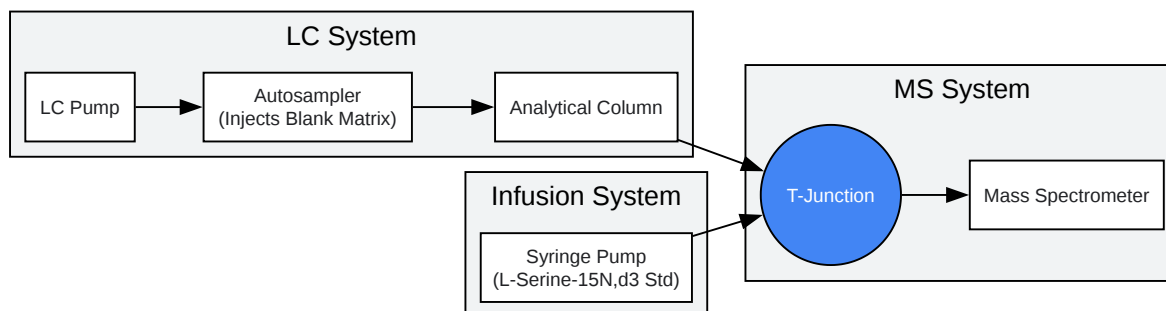 LC System
LC Pump
Autosampler
(Injects Blank Matrix)
Analytical Column
Infusion System
Syringe Pump
(L-Serine-15N,d3 Std)
MS System
T-Junction
Mass Spectrometer